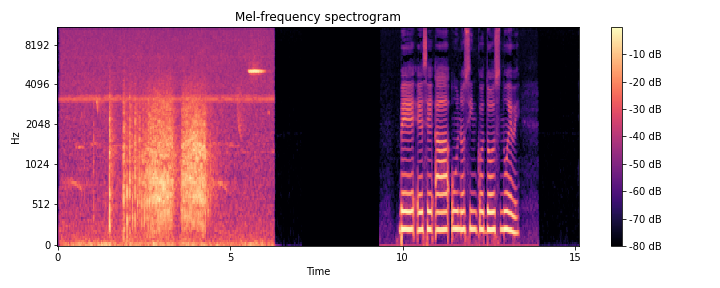 Mel-frequency spectrogram
Hz
8192
4096
2048
1024
512
0
0
5
10
15
Time
-10 dB
-20 dB
-30 dB
-40 dB
-50 dB
-60 dB
-70 dB
-80 dB